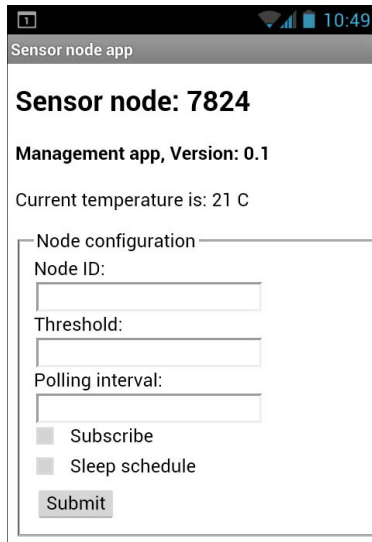 1
10:49
Sensor node app
Sensor node: 7824
Management app, Version: 0.1
Current temperature is: 21 C
Node configuration
Node ID:
Threshold:
Polling interval:
Subscribe
Sleep schedule
Submit